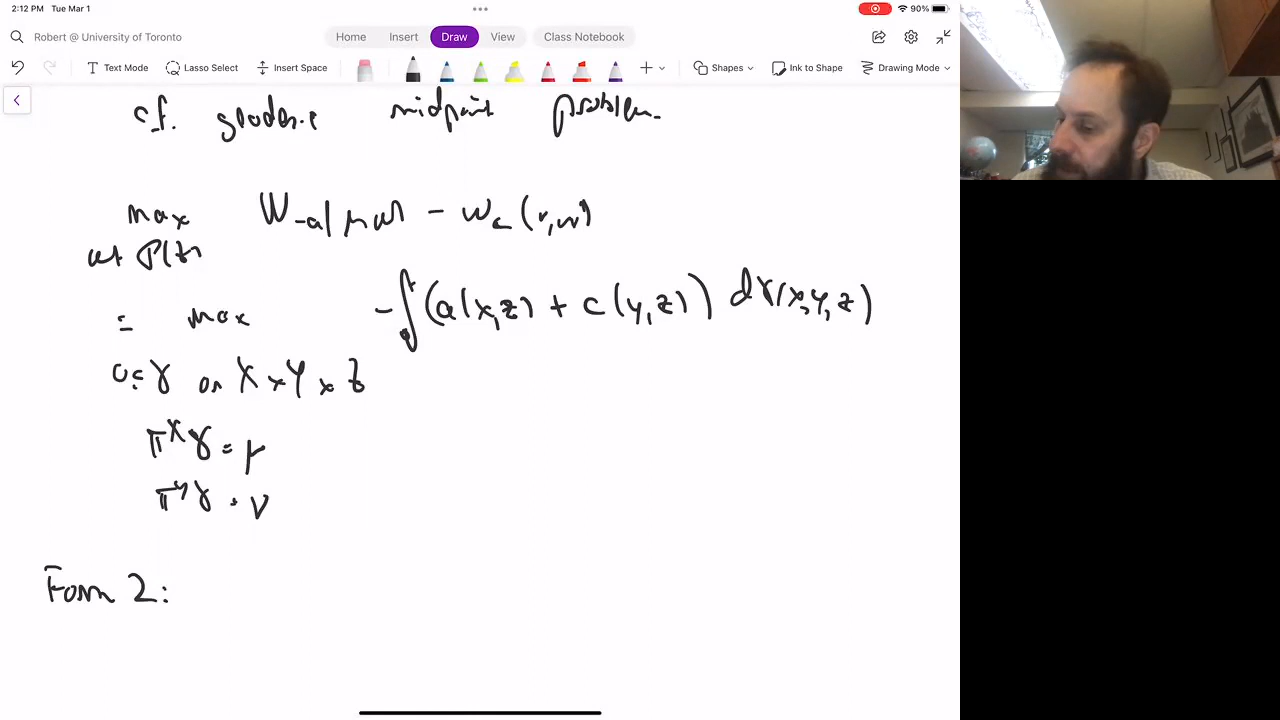 2:12 PM Tue Mar 1
90%
Robert @ University of Toronto
Home Insert Draw View Class Notebook
Text Mode Lasso Select Insert Space Shapes Ink to Shape Drawing Mode
c.f. geodesic midpoint problem.
max W - W_c(ν,ω)
ω∈P(Z)
= max -∫(a(x,z) + c(y,z)) dγ(x,y,z)
0≤γ on X×Y×Z
π^X γ = μ
π^Y γ = ν
Form 2: